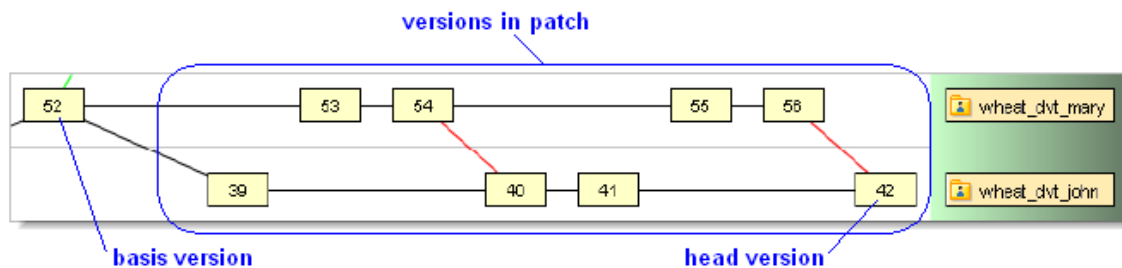 versions in patch
52 53 54 55 56 wheat_dvt_mary
39 40 41 42 wheat_dvt_john
basis version head version